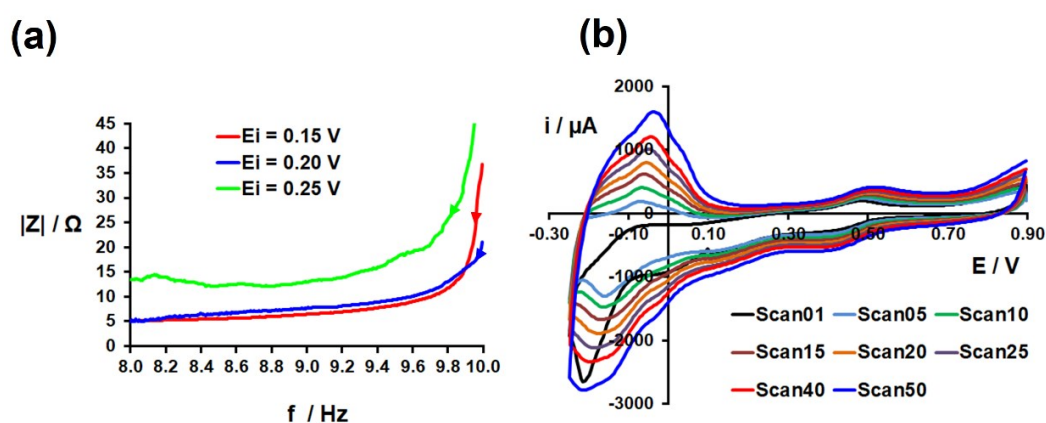 (a)
45
40
35
30
25
20
15
10
5
0
|Z| / Ω
Ei = 0.15 V
Ei = 0.20 V
Ei = 0.25 V
8.0 8.2 8.4 8.6 8.8 9.0 9.2 9.4 9.6 9.8 10.0
f / Hz
(b)
2000
i / µA
1000
0
-0.30 -0.10 0.10 0.30 0.50 0.70 0.90
E / V
-1000
-2000
-3000
Scan01 Scan05 Scan10
Scan15 Scan20 Scan25
Scan40 Scan50